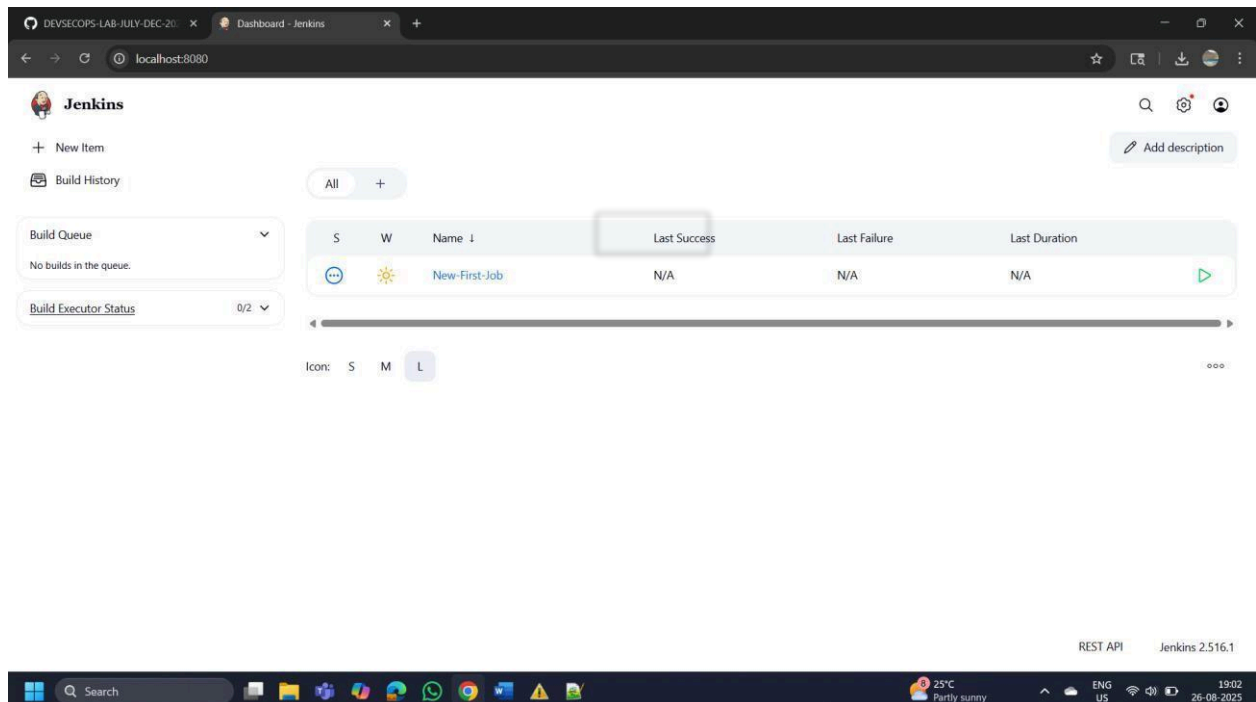 DEVSECOPS-LAB-JULY-DEC-20
Dashboard - Jenkins
localhost:8080
Jenkins
New Item
Add description
Build History
All +
Build Queue
No builds in the queue.
Build Executor Status 0/2
S W Name ↓ Last Success Last Failure Last Duration
New-First-Job N/A N/A N/A
Icon: S M L
REST API Jenkins 2.516.1
Search
8 25°C
Partly sunny
ENG
US
19:02
26-08-2025